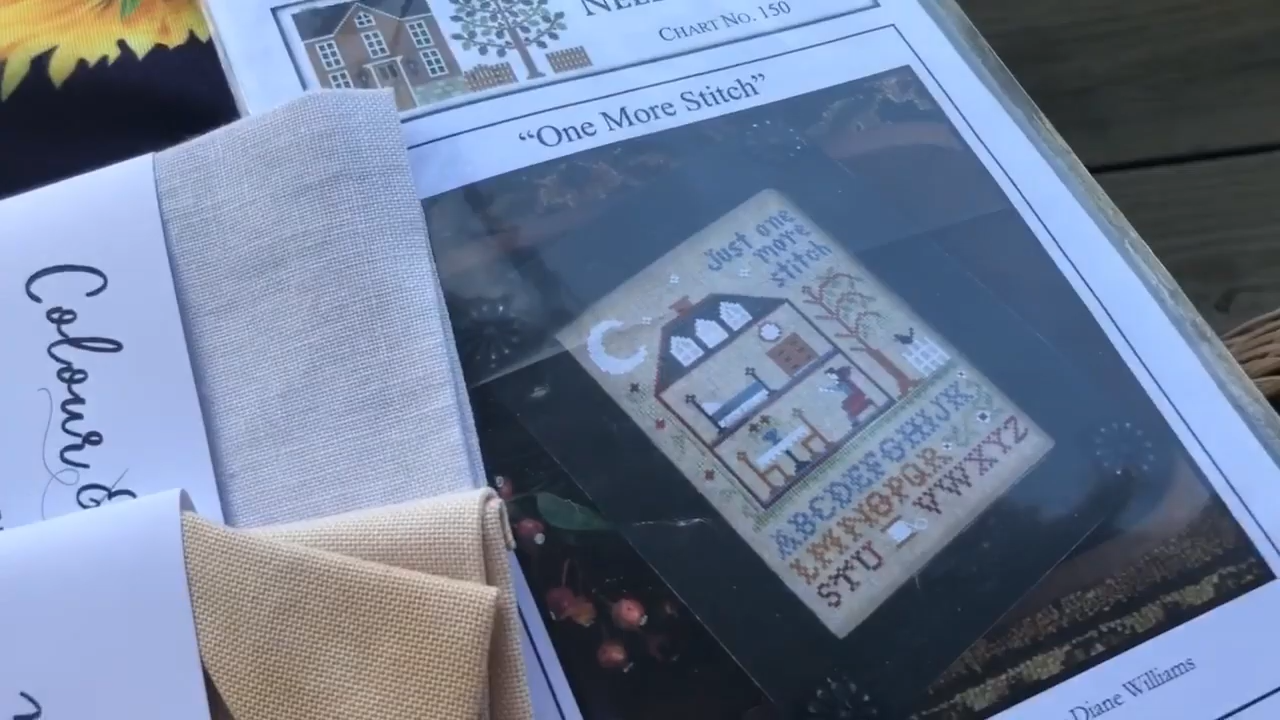 CHART NO. 150
“One More Stitch”
Just one
more
stitch
ABCDEFGHIJK
LMNOPQR
STU VWXYZ
Diane Williams
Colour &